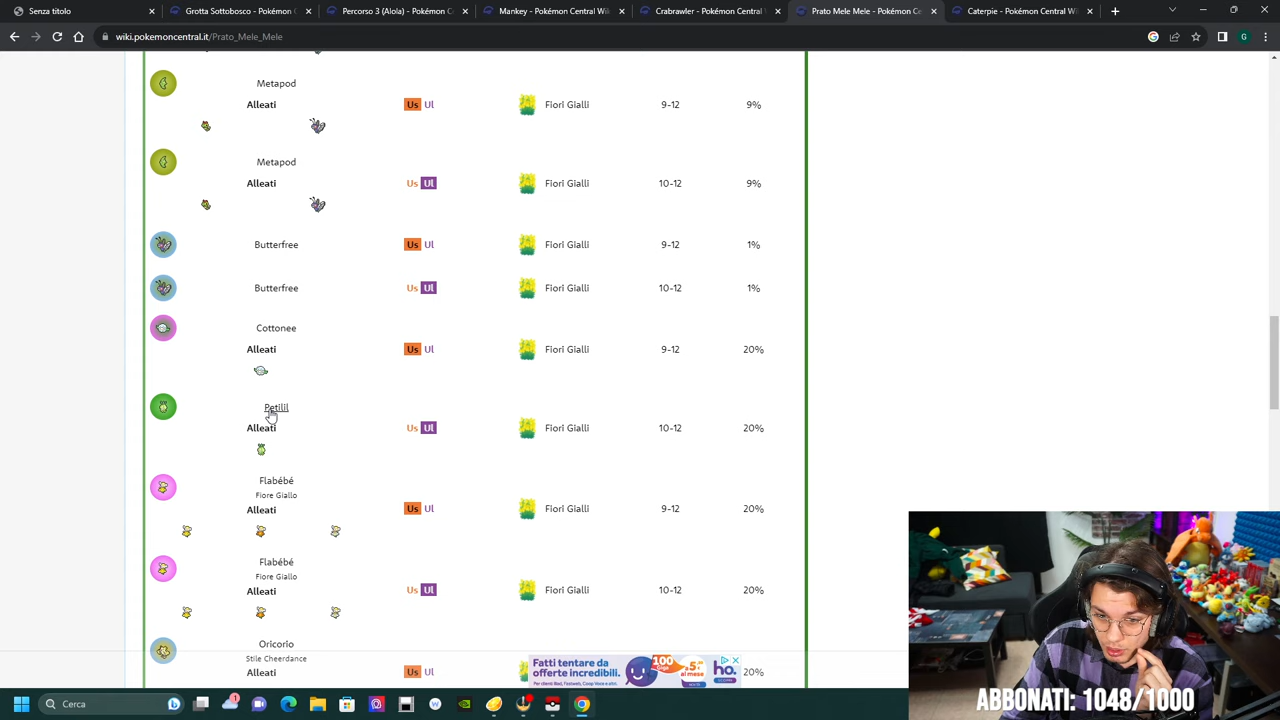 Senza titolo
Grotta Sottobosco - Pokémon C
Percorso 3 (Alola) - Pokémon C
Mankey - Pokémon Central Wiki
Crabrawler - Pokémon Central
Prato Mele Mele - Pokémon Ce
Caterpie - Pokémon Central Wi
wiki.pokemoncentral.it/Prato_Mele_Mele
G
Metapod
Alleati Us Ul Fiori Gialli 9-12 9%
Metapod
Alleati Us Ul Fiori Gialli 10-12 9%
Butterfree Us Ul Fiori Gialli 9-12 1%
Butterfree Us Ul Fiori Gialli 10-12 1%
Cottonee
Alleati Us Ul Fiori Gialli 9-12 20%
Petilil
Alleati Us Ul Fiori Gialli 10-12 20%
Flabébé
Fiore Giallo
Alleati Us Ul Fiori Gialli 9-12 20%
Flabébé
Fiore Giallo
Alleati Us Ul Fiori Gialli 10-12 20%
Oricorio
Stile Cheerdance
Alleati Us Ul 20%
Fatti tentare da
offerte incredibili.
ho.
ABBONATI: 1048/1000
Cerca
1